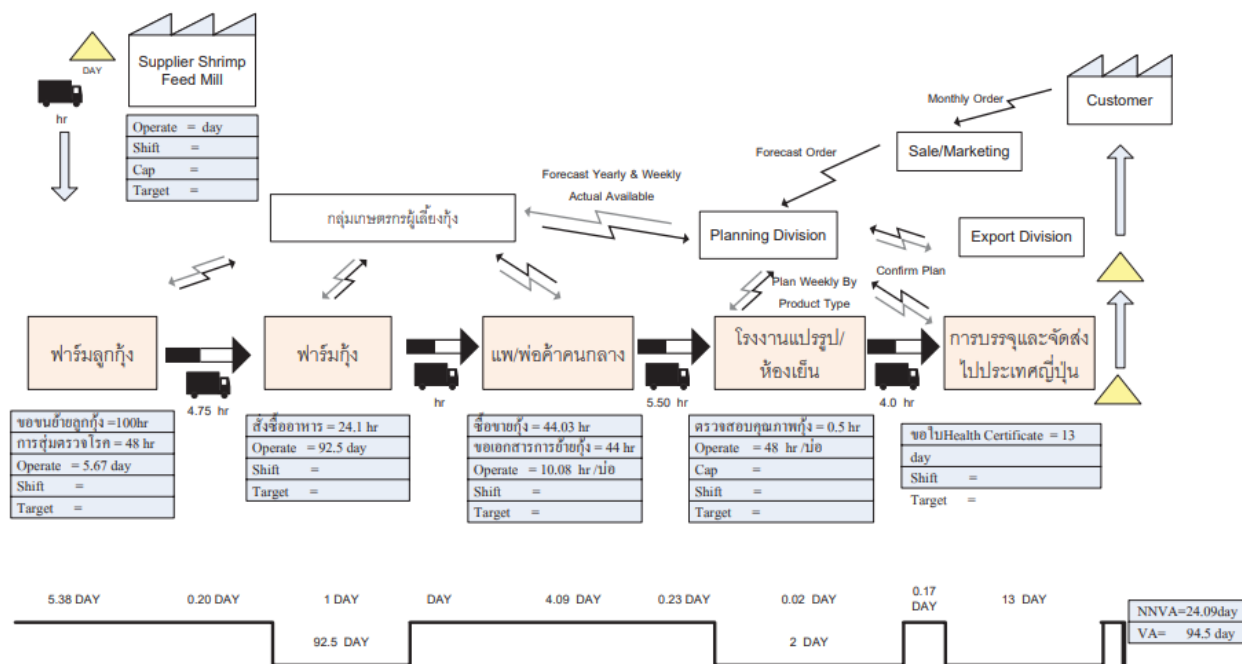 DAY
hr
Supplier Shrimp
Feed Mill
Operate = day
Shift =
Cap =
Target =
Customer
Monthly Order
Sale/Marketing
Forecast Order
Forecast Yearly & Weekly
Actual Available
กลุ่มเกษตรกรผู้เลี้ยงกุ้ง
Planning Division
Export Division
Plan Weekly By
Product Type
Confirm Plan
ฟาร์มลูกกุ้ง
ฟาร์มกุ้ง
แพ/พ่อค้าคนกลาง
โรงงานแปรรูป/
ห้องเย็น
การบรรจุและจัดส่ง
ไปประเทศญี่ปุ่น
4.75 hr
hr
5.50 hr
4.0 hr
ขอขนย้ายลูกกุ้ง =100hr
การสุ่มตรวจโรค = 48 hr
Operate = 5.67 day
Shift =
Target =
สั่งซื้ออาหาร = 24.1 hr
Operate = 92.5 day
Shift =
Target =
ซื้อขายกุ้ง = 44.03 hr
ขอเอกสารการย้ายกุ้ง = 44 hr
Operate = 10.08 hr /บ่อ
Shift =
Target =
ตรวจสอบคุณภาพกุ้ง = 0.5 hr
Operate = 48 hr /บ่อ
Cap =
Shift =
Target =
ขอใบHealth Certificate = 13
day
Shift =
Target =
5.38 DAY
0.20 DAY
1 DAY
DAY
4.09 DAY
0.23 DAY
0.02 DAY
0.17
DAY
13 DAY
92.5 DAY
2 DAY
NNVA=24.09day
VA= 94.5 day